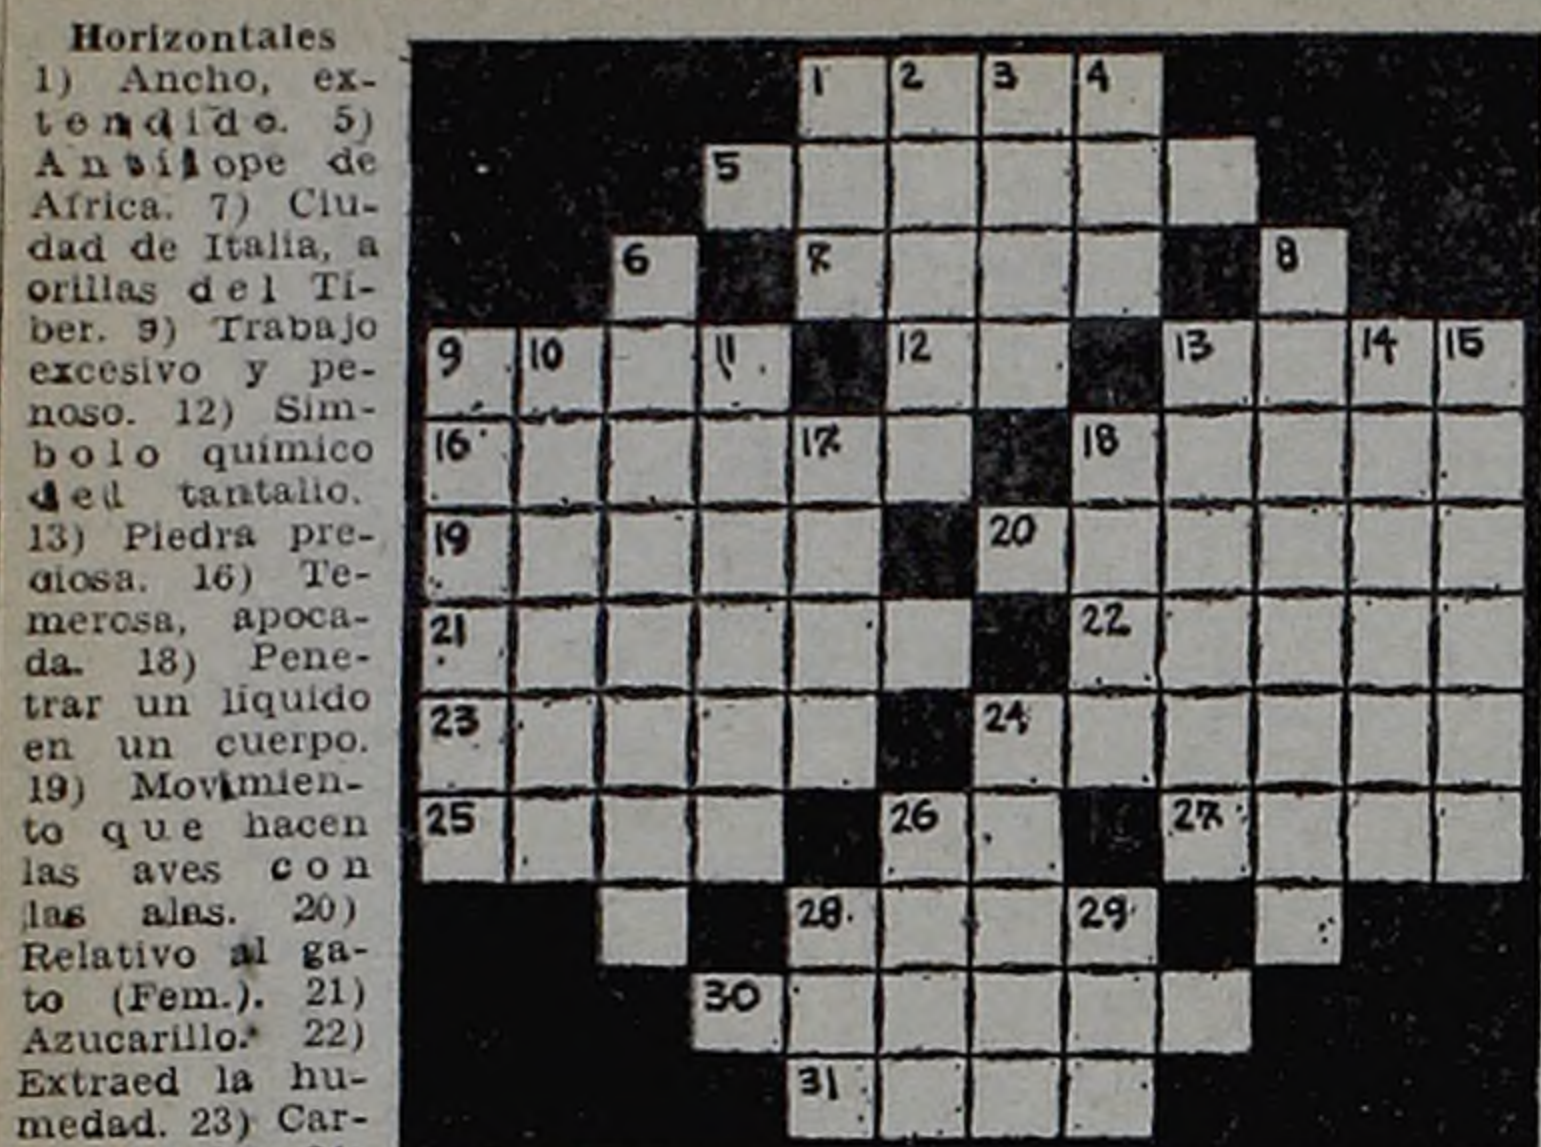 Horizontales
1) Ancho, ex-
tendido. 5)
Antílope de
Africa. 7) Ciu-
dad de Italia, a
orillas del Ti-
ber. 9) Trabajo
excesivo y pe-
noso. 12) Sim-
bolo químico
del tantalio.
13) Piedra pre-
ciosa. 16) Te-
merosa, apoca-
da. 18) Pene-
trar un líquido
en un cuerpo.
19) Movimien-
to que hacen
las aves con
las alas. 20)
Relativo al ga-
to (Fem.). 21)
Azucarillo. 22)
Extraed la hu-
medad. 23) Car-
1 2 3 4
5
6 7 8
9 10 11 12 13 14 15
16 17 18
19 20
21 22
23 24
25 26 27
28 29
30
31